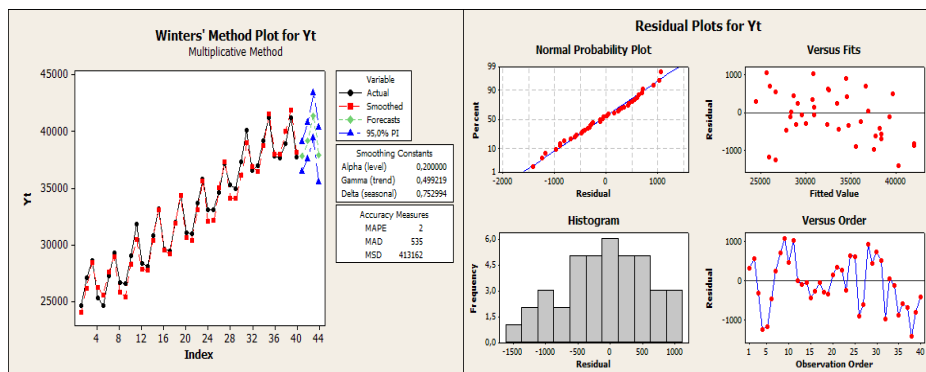 Winters' Method Plot for Yt
Multiplicative Method
45000
40000
35000
30000
25000
Yt
4 8 12 16 20 24 28 32 36 40 44
Index
Variable
Actual
Smoothed
Forecasts
95,0% PI
Smoothing Constants
Alpha (level) 0,200000
Gamma (trend) 0,499219
Delta (seasonal) 0,752994
Accuracy Measures
MAPE 2
MAD 535
MSD 413162
Residual Plots for Yt
Normal Probability Plot
99
90
50
10
1
Percent
-2000 -1000 0 1000
Residual
Versus Fits
1000
0
-1000
Residual
25000 30000 35000 40000
Fitted Value
Histogram
6,0
4,5
3,0
1,5
0,0
Frequency
-1500 -1000 -500 0 500 1000
Residual
Versus Order
1000
0
-1000
Residual
1 5 10 15 20 25 30 35 40
Observation Order